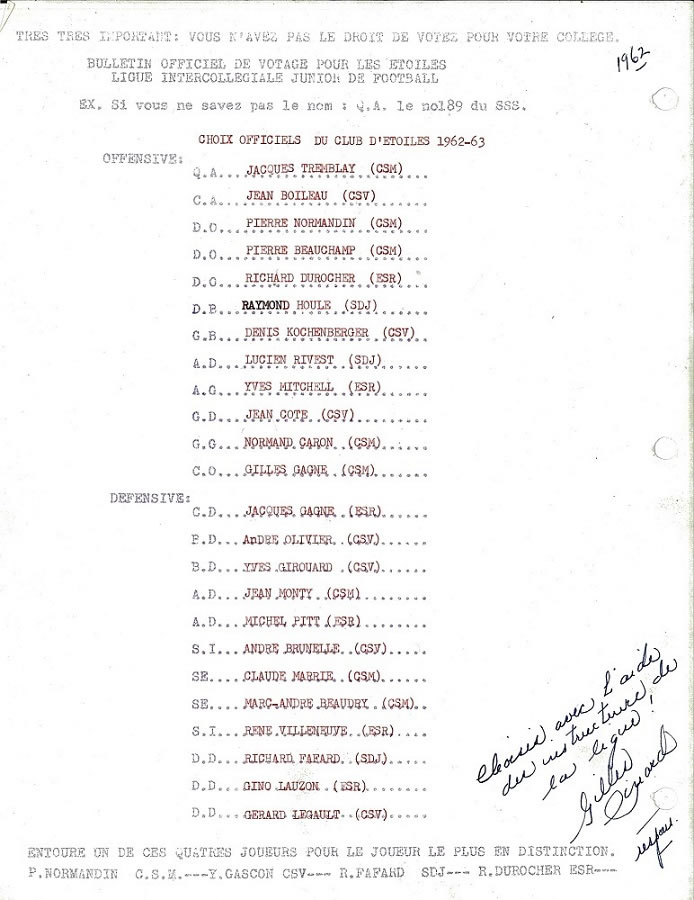 TRES TRES IMPORTANT: VOUS N'AVEZ PAS LE DROIT DE VOTEZ POUR VOTRE COLLEGE.
1962
BULLETIN OFFICIEL DE VOTAGE POUR LES ETOILES
LIGUE INTERCOLLEGIALE JUNIOR DE FOOTBALL
EX. Si vous ne savez pas le nom : Q.A. le no189 du SSS.
CHOIX OFFICIELS DU CLUB D'ETOILES 1962-63
OFFENSIVE:
Q.A... JACQUES TREMBLAY (CSM)...
C.A... JEAN BOILEAU (CSV)...
D.O... PIERRE NORMANDIN (CSM)...
D.O... PIERRE BEAUCHAMP (CSM)...
D.O... RICHARD DUROCHER (ESR)...
D.B... RAYMOND HOULE (SDJ)...
G.B... DENIS KOCHENBERGER (CSV)...
A.D... LUCIEN RIVEST (SDJ)...
A.G... YVES MITCHELL (ESR)...
G.D... JEAN COTE (CSV)...
G.G... NORMAND CARON (CSM)...
C.O... GILLES GAGNE (CSM)...
DEFENSIVE:
C.D... JACQUES GAGNE (ESR)...
B.D... AnDRE OLIVIER (CSV)...
B.D... YVES GIROUARD (CSV)...
A.D... JEAN MONTY (CSM)...
A.D... MICHEL PITT (ESR)...
S.I... ANDRE BRUNELLE (CSV)...
SE... CLAUDE MARRIE (CSM)...
SE... MARC-ANDRE BEAUDRY (CSM)...
S.I... RENE VILLENEUVE (ESR)...
D.D... RICHARD FAFARD (SDJ)...
D.D... GINO LAUZON (ESR)...
D.D... GERARD LEGAULT (CSV)...
choisis avec l'aide
des instructeurs de
la ligue!
Gilles
respons.
ENTOURE UN DE CES QUATRES JOUEURS POUR LE JOUEUR LE PLUS EN DISTINCTION.
P.NORMANDIN C.S.M.---Y.GASCON CSV--- R.FAFARD SDJ--- R.DUROCHER ESR---